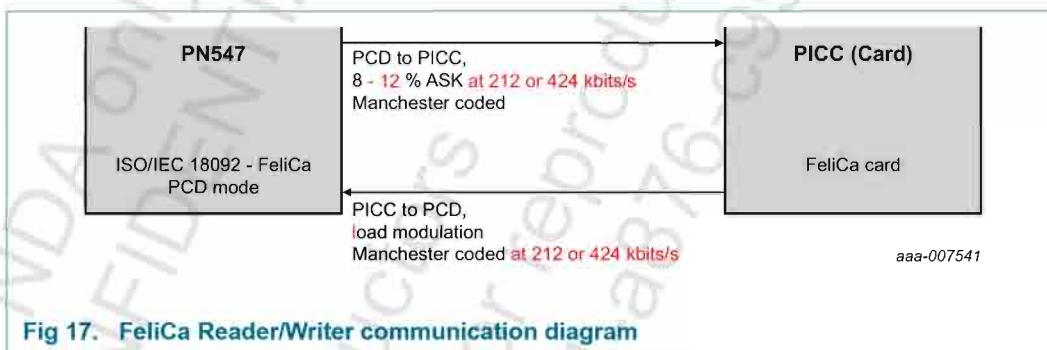 PN547
PCD to PICC,
8 - 12 % ASK at 212 or 424 kbits/s
Manchester coded
PICC (Card)
ISO/IEC 18092 - FeliCa
PCD mode
FeliCa card
PICC to PCD,
load modulation
Manchester coded at 212 or 424 kbits/s
aaa-007541
Fig 17. FeliCa Reader/Writer communication diagram